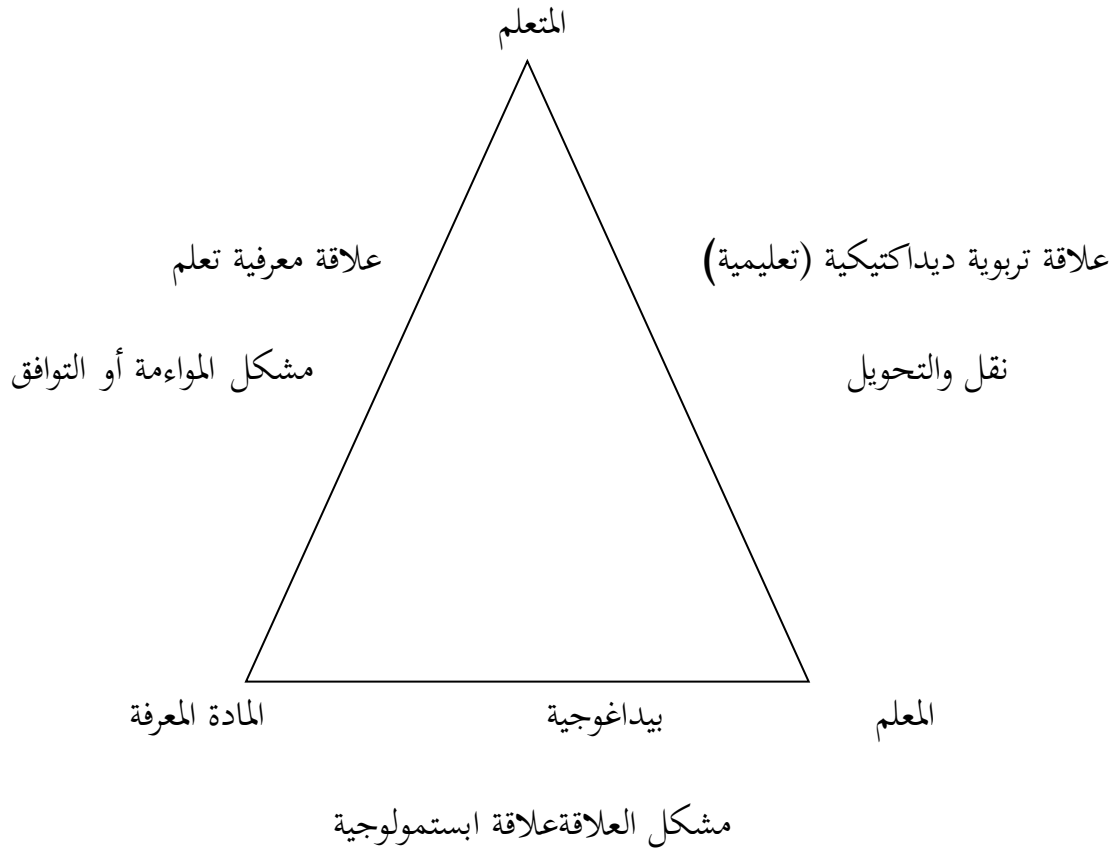 المتعلم
علاقة تربوية ديداكتيكية (تعليمية)
علاقة معرفية تعلم
نقل والتحويل
مشكل المواءمة أو التوافق
المعلم
بيداغوجية
المادة المعرفة
مشكل العلاقةعلاقة ابستمولوجية